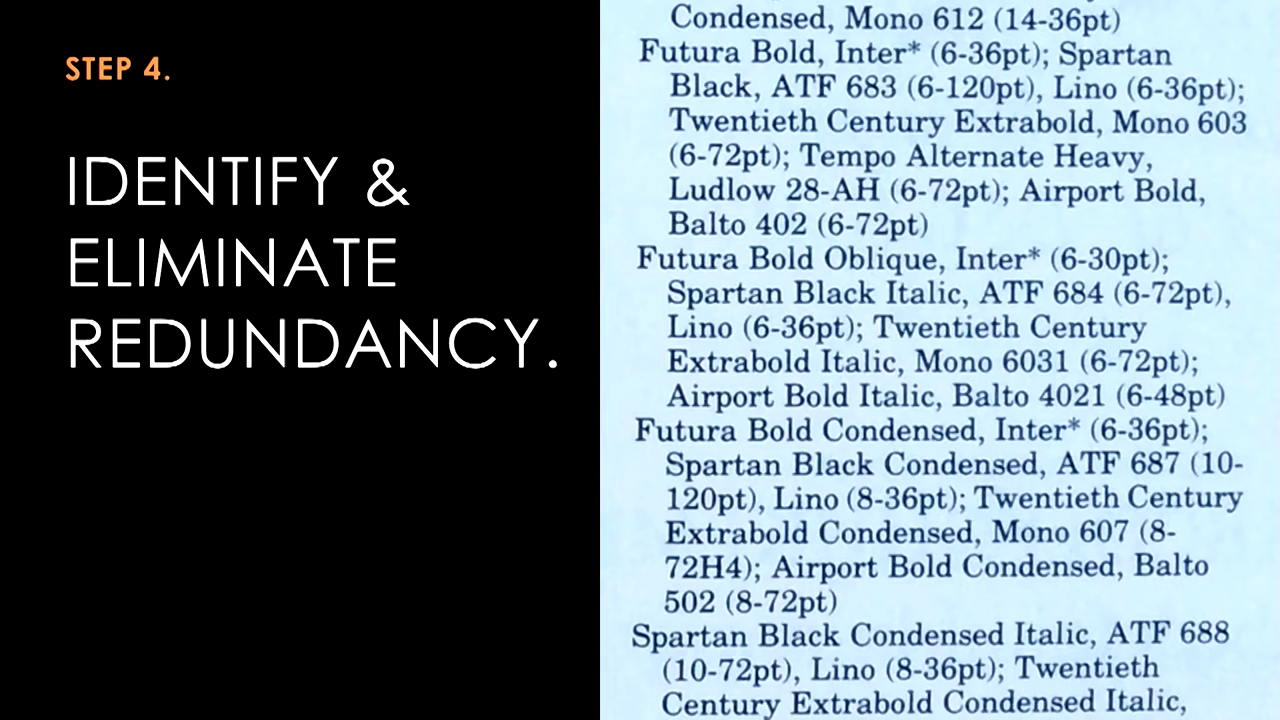 STEP 4.
IDENTIFY &
ELIMINATE
REDUNDANCY.
Condensed, Mono 612 (14-36pt)
Futura Bold, Inter* (6-36pt); Spartan
Black, ATF 683 (6-120pt), Lino (6-36pt);
Twentieth Century Extrabold, Mono 603
(6-72pt); Tempo Alternate Heavy,
Ludlow 28-AH (6-72pt); Airport Bold,
Balto 402 (6-72pt)
Futura Bold Oblique, Inter* (6-30pt);
Spartan Black Italic, ATF 684 (6-72pt),
Lino (6-36pt); Twentieth Century
Extrabold Italic, Mono 6031 (6-72pt);
Airport Bold Italic, Balto 4021 (6-48pt)
Futura Bold Condensed, Inter* (6-36pt);
Spartan Black Condensed, ATF 687 (10-
120pt), Lino (8-36pt); Twentieth Century
Extrabold Condensed, Mono 607 (8-
72H4); Airport Bold Condensed, Balto
502 (8-72pt)
Spartan Black Condensed Italic, ATF 688
(10-72pt), Lino (8-36pt); Twentieth
Century Extrabold Condensed Italic,